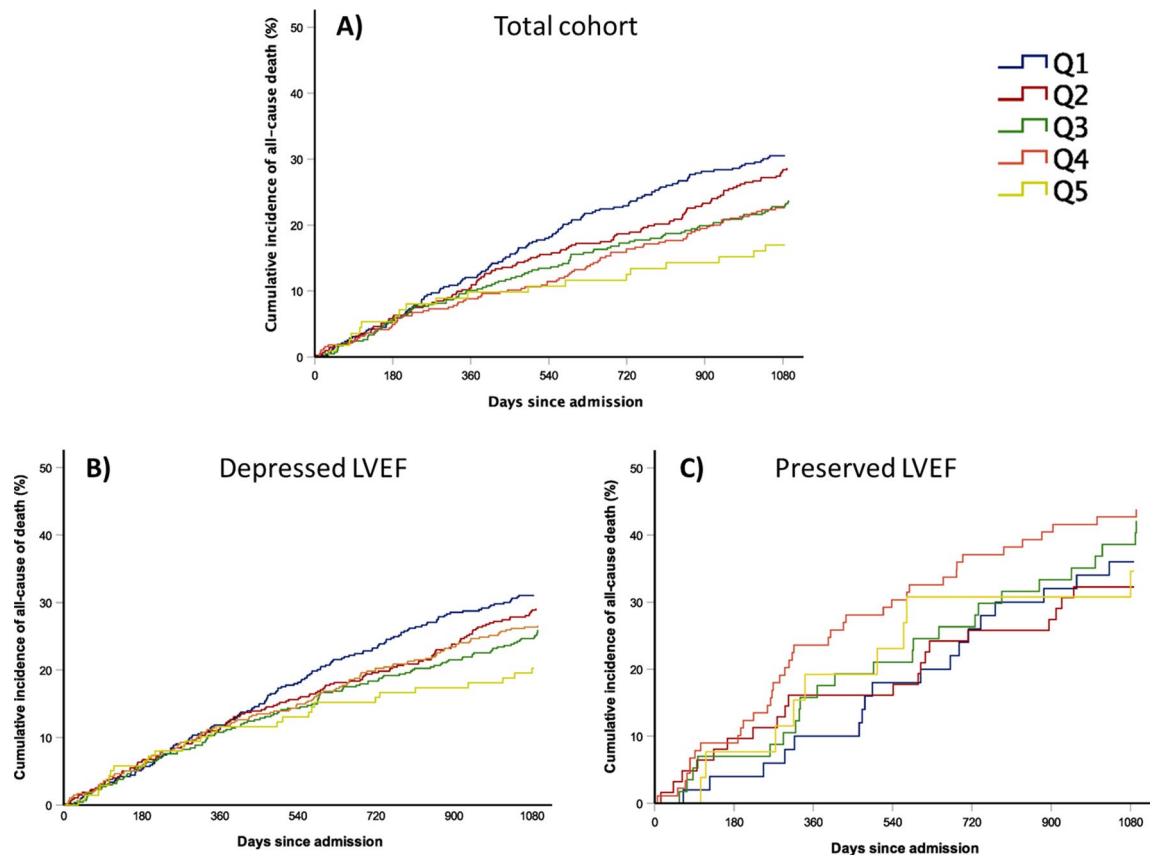 A) Total cohort
Cumulative incidence of all-cause death (%)
50
40
30
20
10
0
0 180 360 540 720 900 1080
Days since admission
Q1
Q2
Q3
Q4
Q5
B) Depressed LVEF
Cumulative incidence of all-cause of death (%)
50
40
30
20
10
0
0 180 360 540 720 900 1080
Days since admission
C) Preserved LVEF
Cumulative incidence of all-cause death (%)
50
40
30
20
10
0
0 180 360 540 720 900 1080
Days since admission